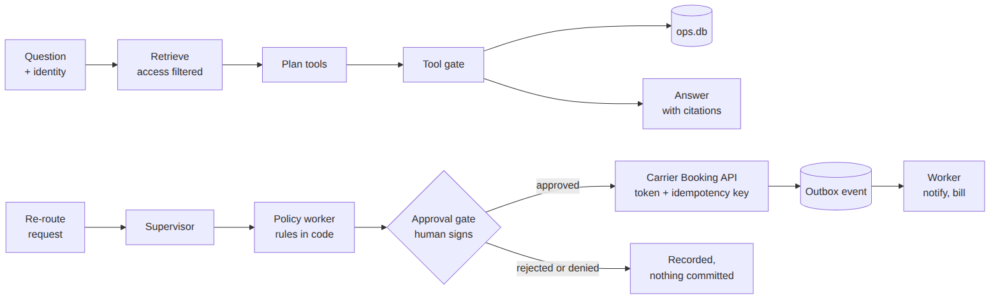 Question
+ identity
Retrieve
access filtered
Plan tools
Tool gate
ops.db
Answer
with citations
Re-route
request
Supervisor
Policy worker
rules in code
Approval gate
human signs
approved
Carrier Booking API
token + idempotency key
Outbox event
Worker
notify, bill
rejected or denied
Recorded,
nothing committed